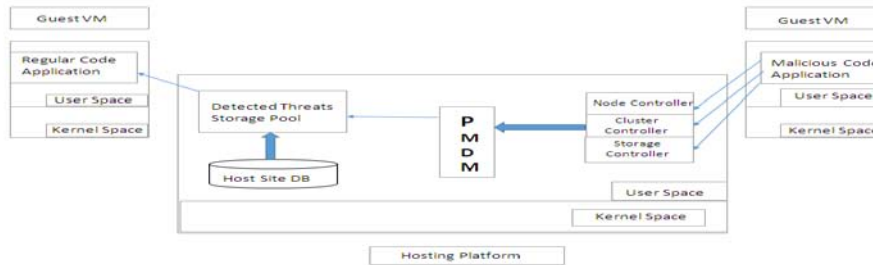 Guest VM
Regular Code
Application
User Space
Kernel Space
Detected Threats
Storage Pool
Host Site DB
P
M
D
M
Node Controller
Cluster
Controller
Storage
Controller
User Space
Kernel Space
Hosting Platform
Guest VM
Malicious Code
Application
User Space
Kernel Space